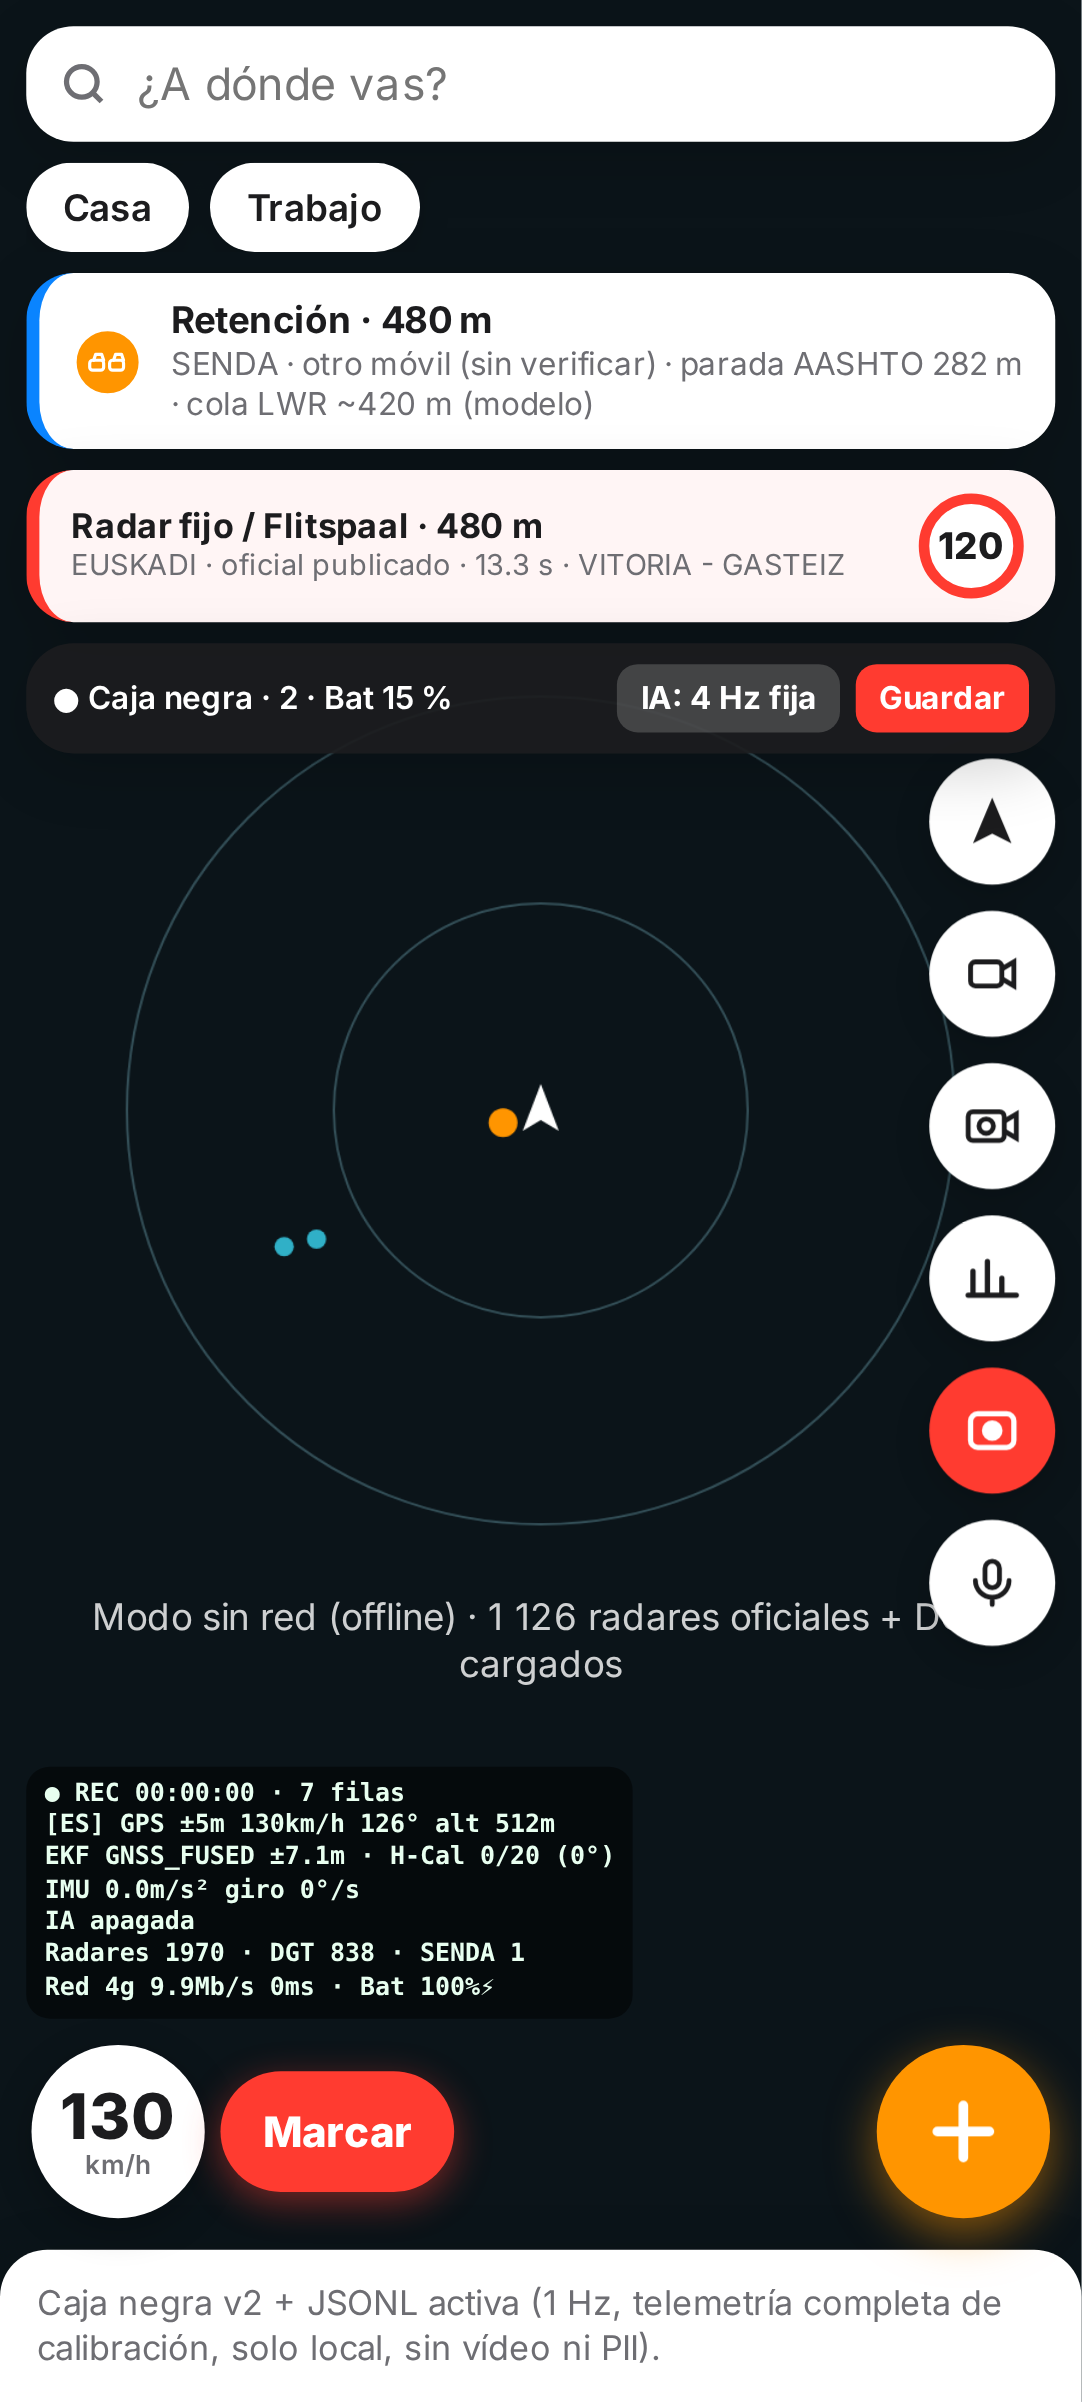 ¿A dónde vas?
Casa
Trabajo
Retención · 480 m
SENDA · otro móvil (sin verificar) · parada AASHTO 282 m
· cola LWR ~420 m (modelo)
Radar fijo / Flitspaal · 480 m
EUSKADI · oficial publicado · 13.3 s · VITORIA - GASTEIZ
120
● Caja negra · 2 · Bat 15 %
IA: 4 Hz fija
Guardar
Modo sin red (offline) · 1 126 radares oficiales +
cargados
● REC 00:00:00 · 7 filas
[ES] GPS ±5m 130km/h 126° alt 512m
EKF GNSS_FUSED ±7.1m · H-Cal 0/20 (0°)
IMU 0.0m/s² giro 0°/s
IA apagada
Radares 1970 · DGT 838 · SENDA 1
Red 4g 9.9Mb/s 0ms · Bat 100%⚡
130
km/h
Marcar
Caja negra v2 + JSONL activa (1 Hz, telemetría completa de
calibración, solo local, sin vídeo ni PII).